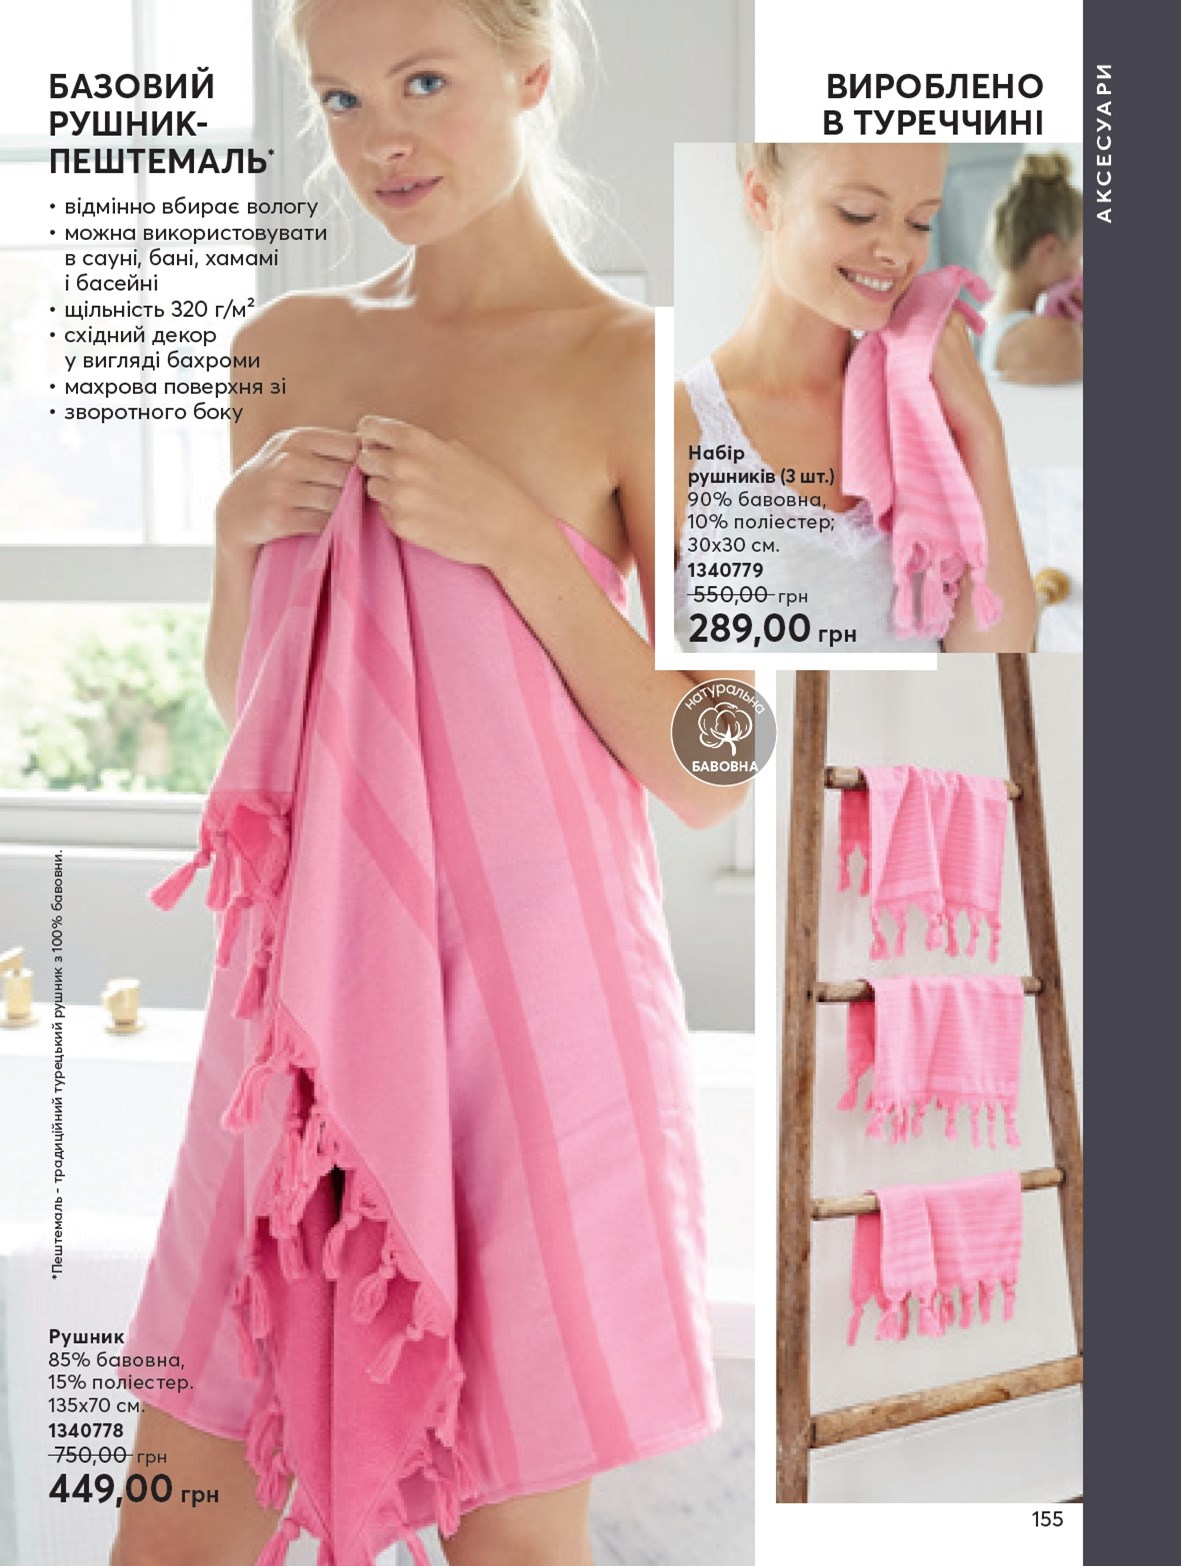 БАЗОВИЙ
РУШНИК-
ПЕШТЕМАЛЬ*
• відмінно вбирає вологу
• можна використовувати
в сауні, бані, хамамі
і басейні
• щільність 320 г/м²
• східний декор
у вигляді бахроми
• махрова поверхня зі
• зворотного боку
ВИРОБЛЕНО
В ТУРЕЧЧИНІ
АКСЕСУАРИ
Набір
рушників (3 шт.)
90% бавовна,
10% поліестер;
30х30 см.
1340779
550,00 грн
289,00 грн
натуральна
БАВОВНА
*Пештемаль - традиційний турецький рушник з 100% бавовни.
Рушник
85% бавовна,
15% поліестер.
135х70 см.
1340778
750,00 грн
449,00 грн
155